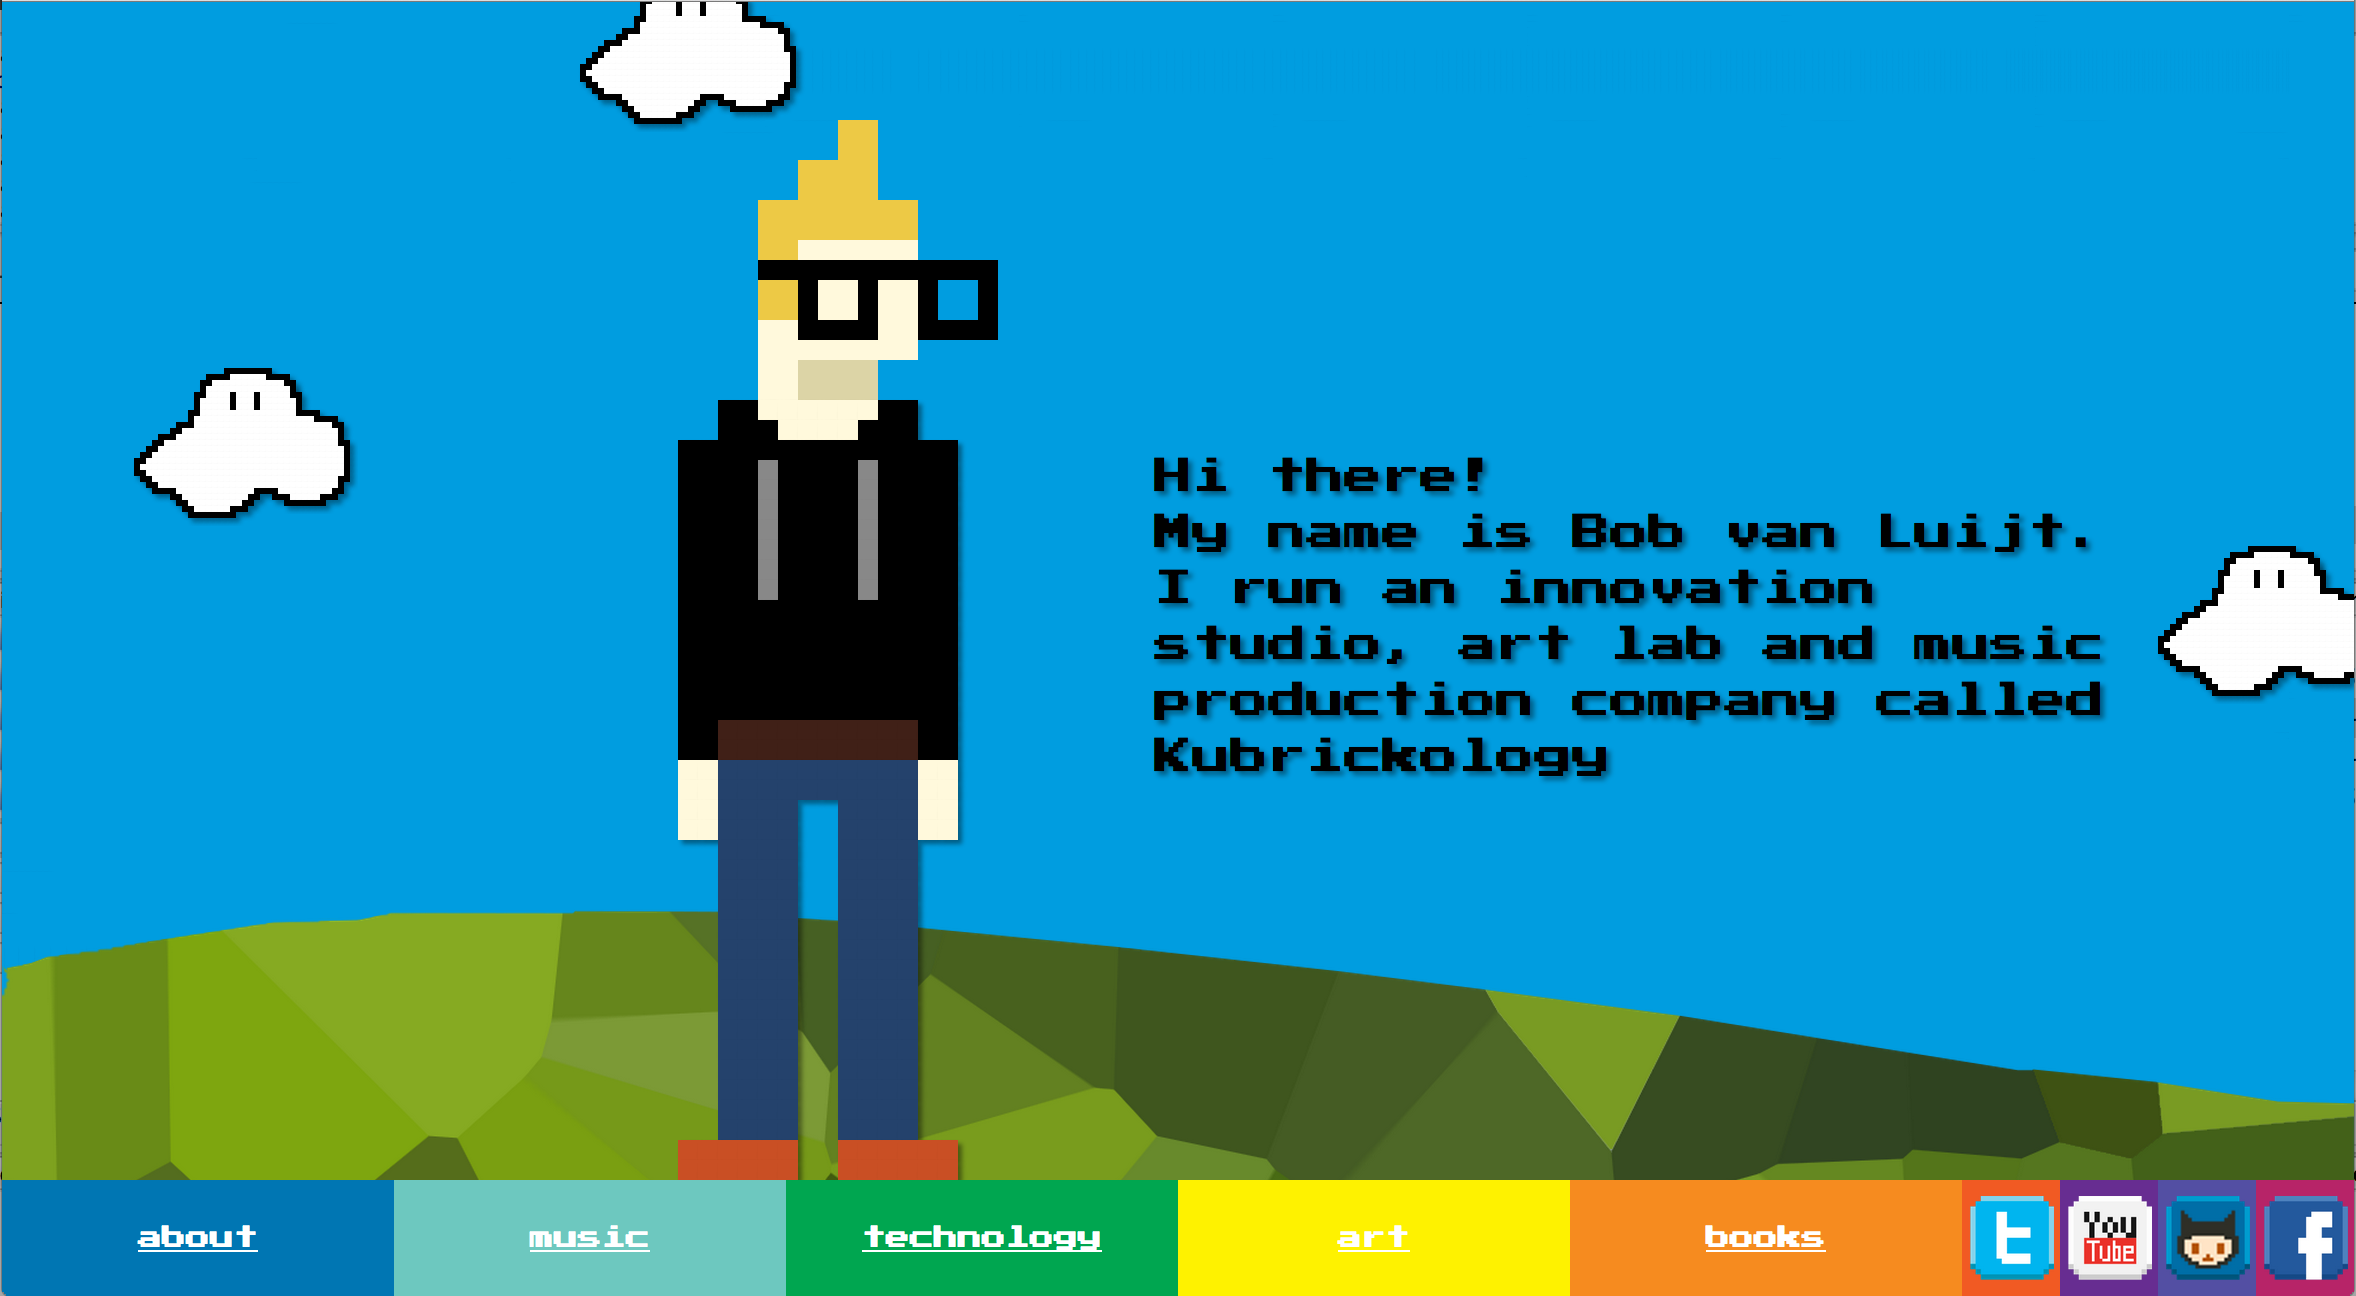 Hi there!
My name is Bob van Luijt.
I run an innovation
studio, art lab and music
production company called
Kubrickology
about
music
technology
art
books
t
You
Tube
f